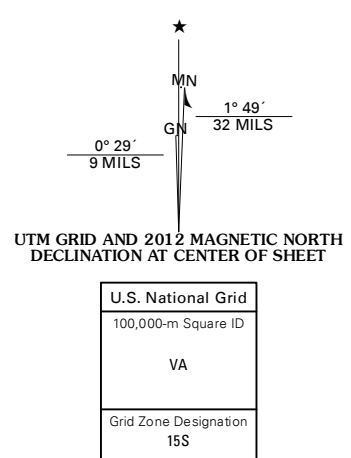 ★
MN
1° 49´
32 MILS
GN
0° 29´
9 MILS
UTM GRID AND 2012 MAGNETIC NORTH
DECLINATION AT CENTER OF SHEET
U.S. National Grid
100,000-m Square ID
VA
Grid Zone Designation
15S